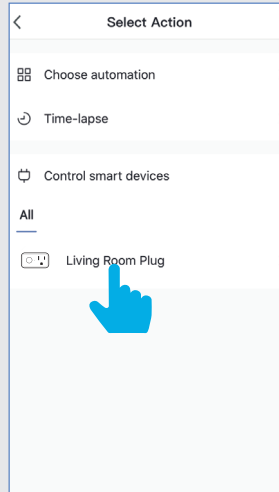 Select Action
Choose automation
Time-lapse
Control smart devices
All
Living Room Plug